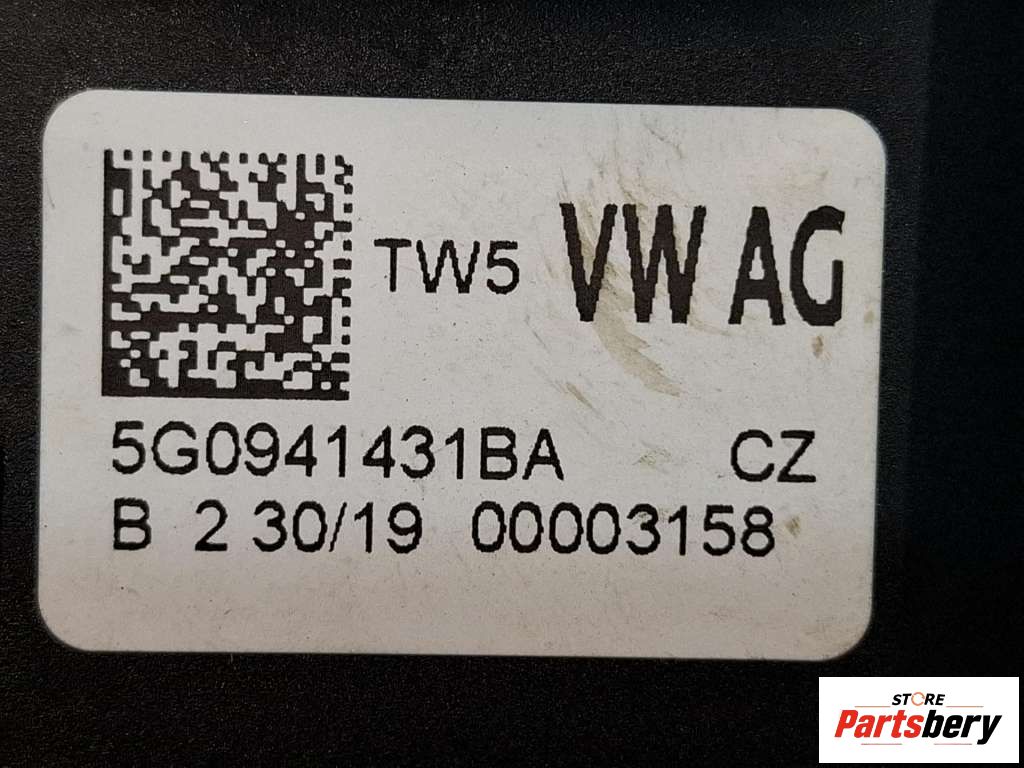 TW5 VW AG
5G0941431BA CZ
B 2 30/19 00003158
STORE
Partsbery